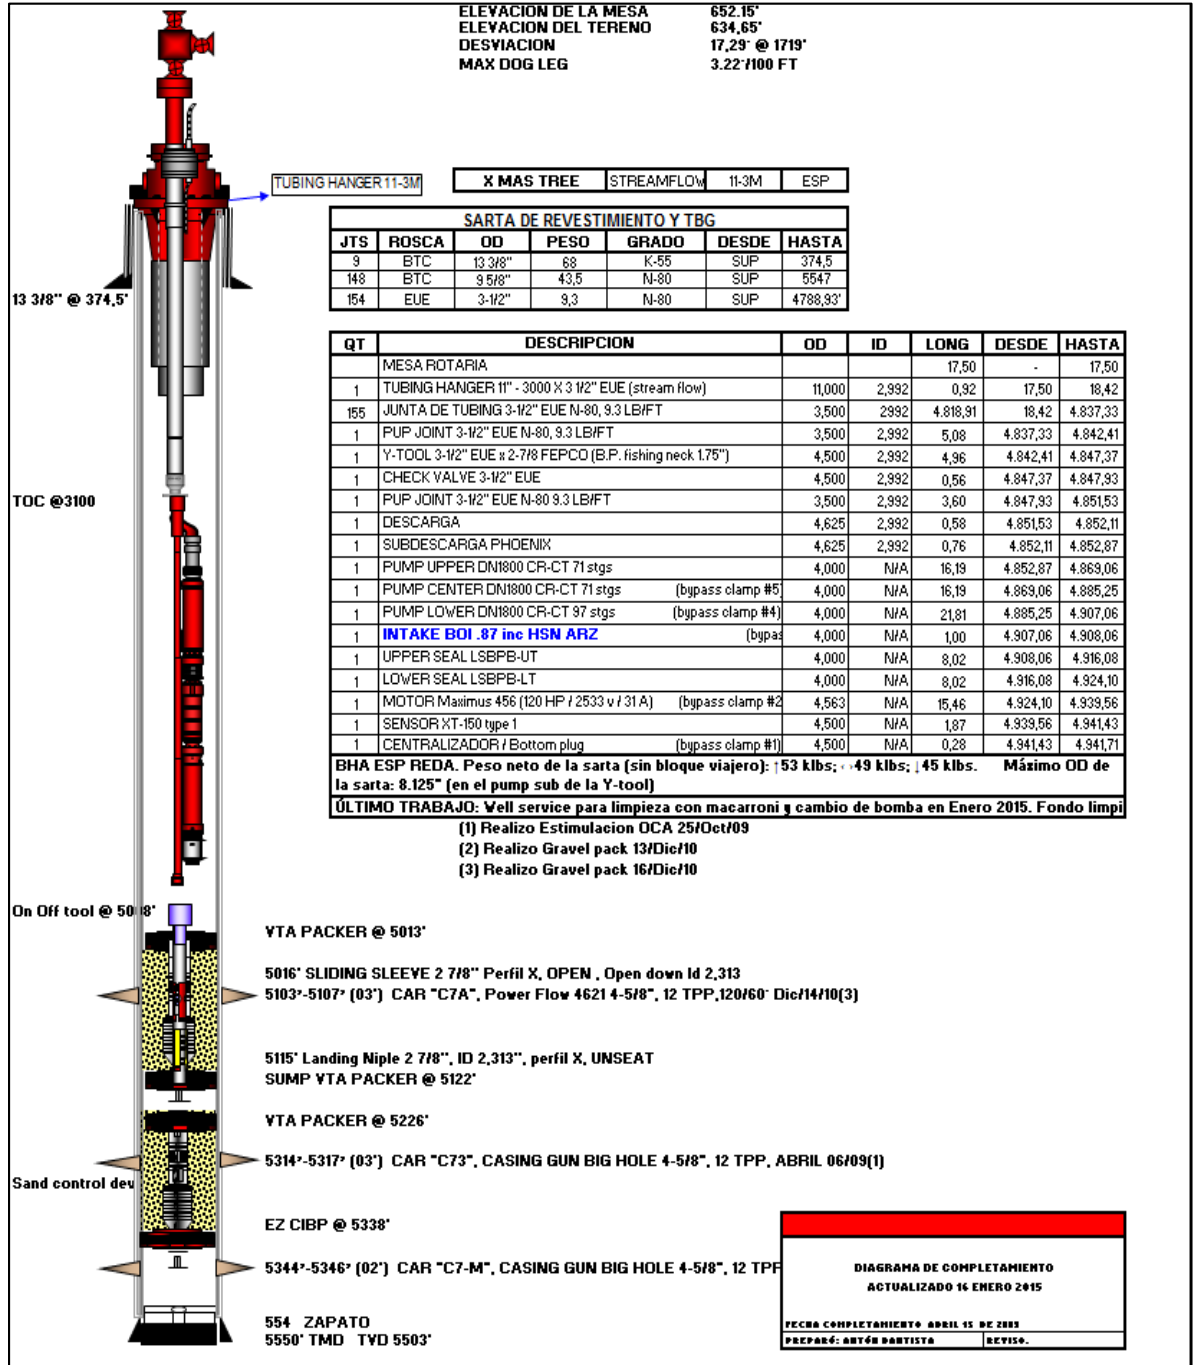 ELEVACION DE LA MESA 652.15'
ELEVACION DEL TERENO 634,65'
DESVIACION 17,29° @ 1719'
MAX DOG LEG 3.22°/100 FT
TUBING HANGER 11-3M
X MAS TREE STREAMFLOW 11-3M ESP
SARTA DE REVESTIMIENTO Y TBG
JTS ROSCA OD PESO GRADO DESDE HASTA
9 BTC 13 3/8" 68 K-55 SUP 374,5
148 BTC 9 5/8" 43,5 N-80 SUP 5547
154 EUE 3-1/2" 9,3 N-80 SUP 4788,93'
13 3/8" @ 374,5'
QT DESCRIPCION OD ID LONG DESDE HASTA
MESA ROTARIA 17,50 - 17,50
1 TUBING HANGER 11" - 3000 X 3 1/2" EUE (stream flow) 11,000 2,992 0,92 17,50 18,42
155 JUNTA DE TUBING 3-1/2" EUE N-80, 9.3 LB/FT 3,500 2992 4.818,91 18,42 4.837,33
1 PUP JOINT 3-1/2" EUE N-80, 9.3 LB/FT 3,500 2,992 5,08 4.837,33 4.842,41
1 Y-TOOL 3-1/2" EUE x 2-7/8 FEPCO (B.P. fishing neck 1.75") 4,500 2,992 4,96 4.842,41 4.847,37
1 CHECK VALVE 3-1/2" EUE 4,500 2,992 0,56 4.847,37 4.847,93
TOC @3100
1 PUP JOINT 3-1/2" EUE N-80 9.3 LB/FT 3,500 2,992 3,60 4.847,93 4.851,53
1 DESCARGA 4,625 2,992 0,58 4.851,53 4.852,11
1 SUBDESCARGA PHOENIX 4,625 2,992 0,76 4.852,11 4.852,87
1 PUMP UPPER DN1800 CR-CT 71 stgs 4,000 N/A 16,19 4.852,87 4.869,06
1 PUMP CENTER DN1800 CR-CT 71 stgs (bypass clamp #5) 4,000 N/A 16,19 4.869,06 4.885,25
1 PUMP LOWER DN1800 CR-CT 97 stgs (bypass clamp #4) 4,000 N/A 21,81 4.885,25 4.907,06
1 INTAKE BOI .87 inc HSN ARZ (bypas 4,000 N/A 1,00 4.907,06 4.908,06
1 UPPER SEAL LSBPB-UT 4,000 N/A 8,02 4.908,06 4.916,08
1 LOWER SEAL LSBPB-LT 4,000 N/A 8,02 4.916,08 4.924,10
1 MOTOR Maximus 456 (120 HP / 2533 v / 31 A) (bypass clamp #2 4,563 N/A 15,46 4.924,10 4.939,56
1 SENSOR XT-150 type 1 4,500 N/A 1,87 4.939,56 4.941,43
1 CENTRALIZADOR / Bottom plug (bypass clamp #1) 4,500 N/A 0,28 4.941,43 4.941,71
BHA ESP REDA. Peso neto de la sarta (sin bloque viajero): ↑53 klbs; ↔49 klbs; ↓45 klbs. Máximo OD de
la sarta: 8.125" (en el pump sub de la Y-tool)
ÚLTIMO TRABAJO: Well service para limpieza con macarroni y cambio de bomba en Enero 2015. Fondo limpi
(1) Realizo Estimulacion OCA 25/Oct/09
(2) Realizo Gravel pack 13/Dic/10
(3) Realizo Gravel pack 16/Dic/10
On Off tool @ 5008'
VTA PACKER @ 5013'
5016' SLIDING SLEEVE 2 7/8" Perfil X, OPEN , Open down Id 2,313
5103'-5107' (03') CAR "C7A", Power Flow 4621 4-5/8", 12 TPP,120/60° Dic/14/10(3)
5115' Landing Niple 2 7/8", ID 2,313", perfil X, UNSEAT
SUMP VTA PACKER @ 5122'
VTA PACKER @ 5226'
5314'-5317' (03') CAR "C73", CASING GUN BIG HOLE 4-5/8", 12 TPP, ABRIL 06/09(1)
Sand control dev
EZ CIBP @ 5338'
5344'-5346' (02') CAR "C7-M", CASING GUN BIG HOLE 4-5/8", 12 TPP
DIAGRAMA DE COMPLETAMIENTO
ACTUALIZADO 16 ENERO 2015
554 ZAPATO
5550' TMD TVD 5503'
FECHA COMPLETAMIENTO ABRIL 15 DE 2003
PREPARÓ: ANTÓN BANTISTA REVISO.